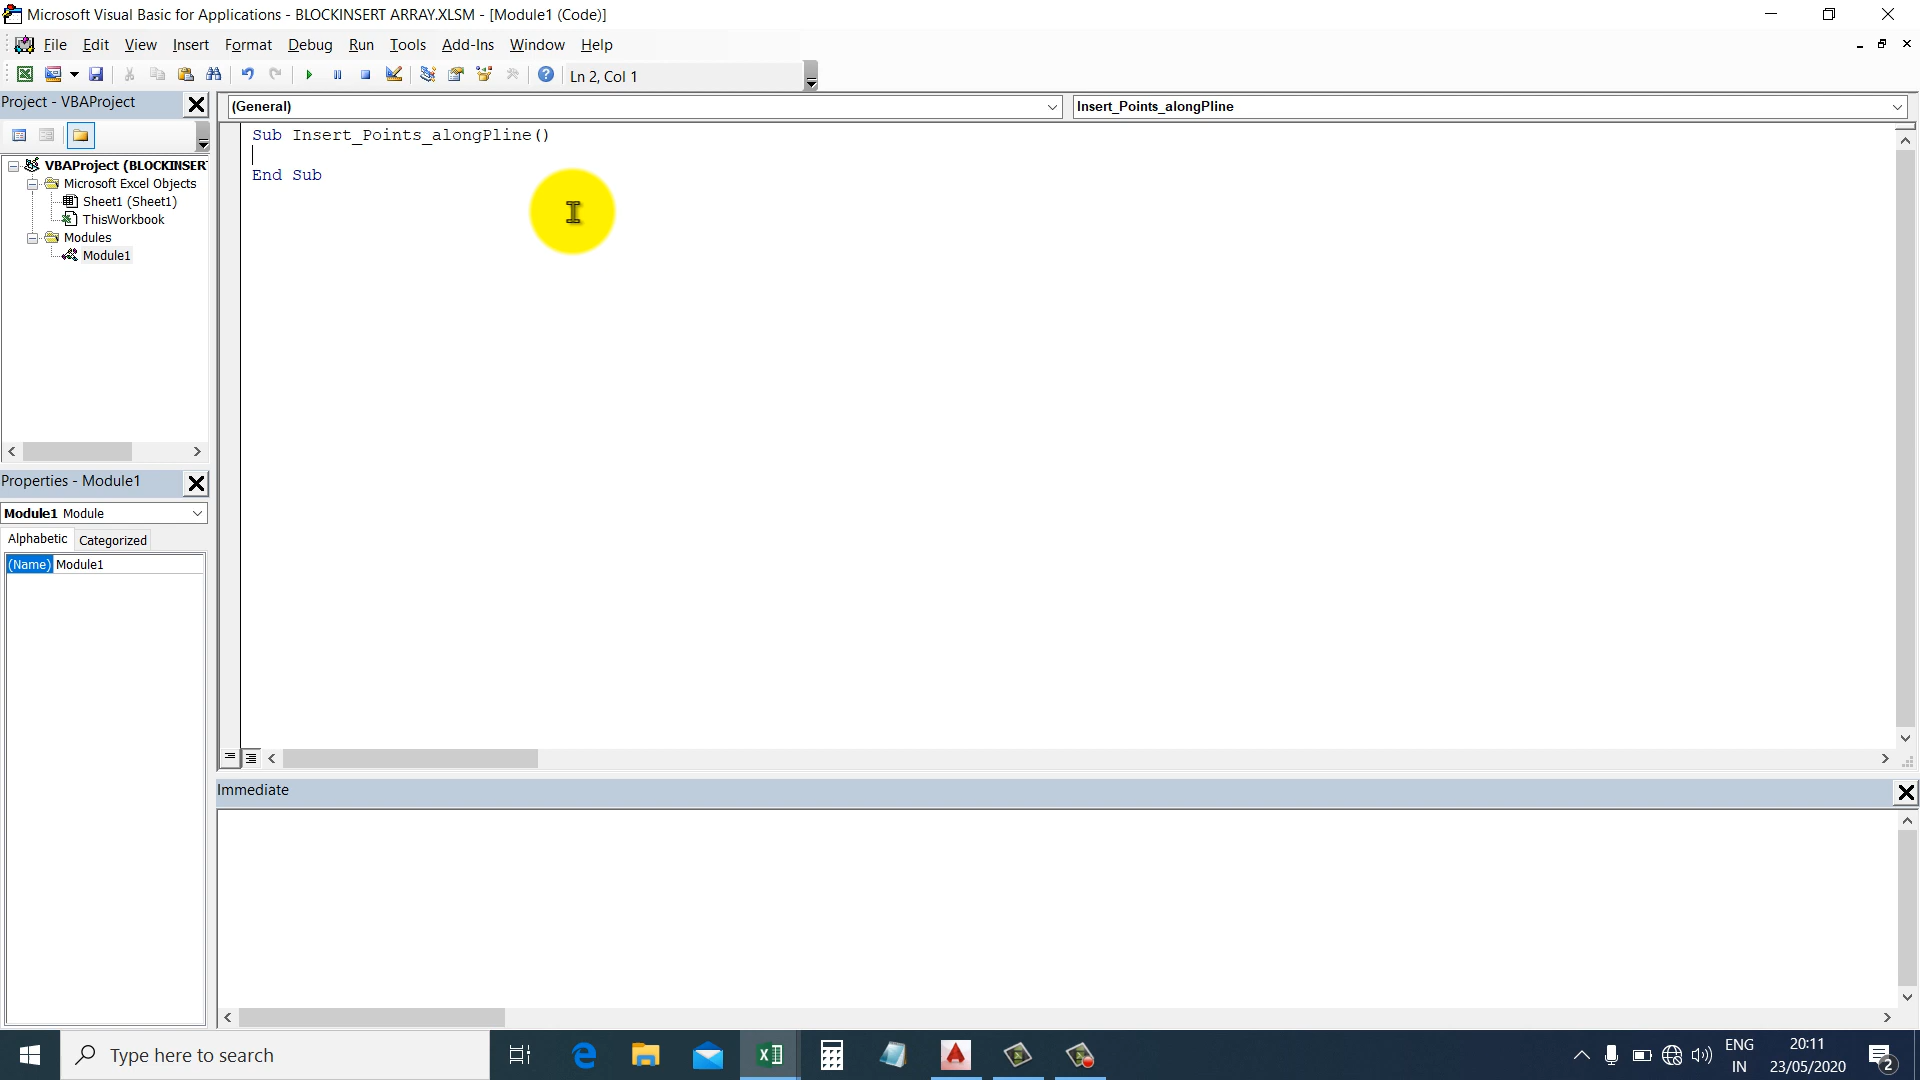 Microsoft Visual Basic for Applications - BLOCKINSERT ARRAY.XLSM - [Module1 (Code)]
File Edit View Insert Format Debug Run Tools Add-Ins Window Help
Ln 2, Col 1
Project - VBAProject
(General)
Insert_Points_alongPline
Sub Insert_Points_alongPline()
End Sub
VBAProject (BLOCKINSER
Microsoft Excel Objects
Sheet1 (Sheet1)
ThisWorkbook
Modules
Module1
Properties - Module1
Module1 Module
Alphabetic Categorized
(Name) Module1
Immediate
Type here to search
ENG
IN
20:11
23/05/2020
2